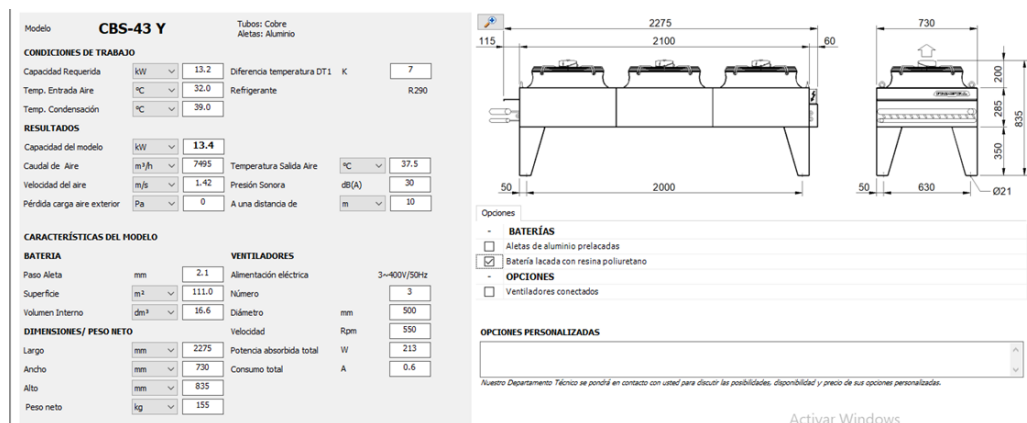 Modelo CBS-43 Y Tubos: Cobre
Aletas: Aluminio
CONDICIONES DE TRABAJO
Capacidad Requerida kW 13.2 Diferencia temperatura DT1 K 7
Temp. Entrada Aire ºC 32.0 Refrigerante R290
Temp. Condensación ºC 39.0
RESULTADOS
Capacidad del modelo kW 13.4
Caudal de Aire m³/h 7495 Temperatura Salida Aire ºC 37.5
Velocidad del aire m/s 1.42 Presión Sonora dB(A) 30
Pérdida carga aire exterior Pa 0 A una distancia de m 10
CARACTERÍSTICAS DEL MODELO
BATERIA VENTILADORES
Paso Aleta mm 2.1 Alimentación eléctrica 3~400V/50Hz
Superficie m² 111.0 Número 3
Volumen Interno dm³ 16.6 Diámetro mm 500
DIMENSIONES/ PESO NETO Velocidad Rpm 550
Largo mm 2275 Potencia absorbida total W 213
Ancho mm 730 Consumo total A 0.6
Alto mm 835
Peso neto kg 155
2275 730
115 2100 60
200
285
835
350
50 2000 50 630 Ø21
Opciones
- BATERÍAS
Aletas de aluminio prelacadas
Batería lacada con resina poliuretano
- OPCIONES
Ventiladores conectados
OPCIONES PERSONALIZADAS
Nuestro Departamento Técnico se pondrá en contacto con usted para discutir las posibilidades, disponibilidad y precio de sus opciones personalizadas.
Activar Windows